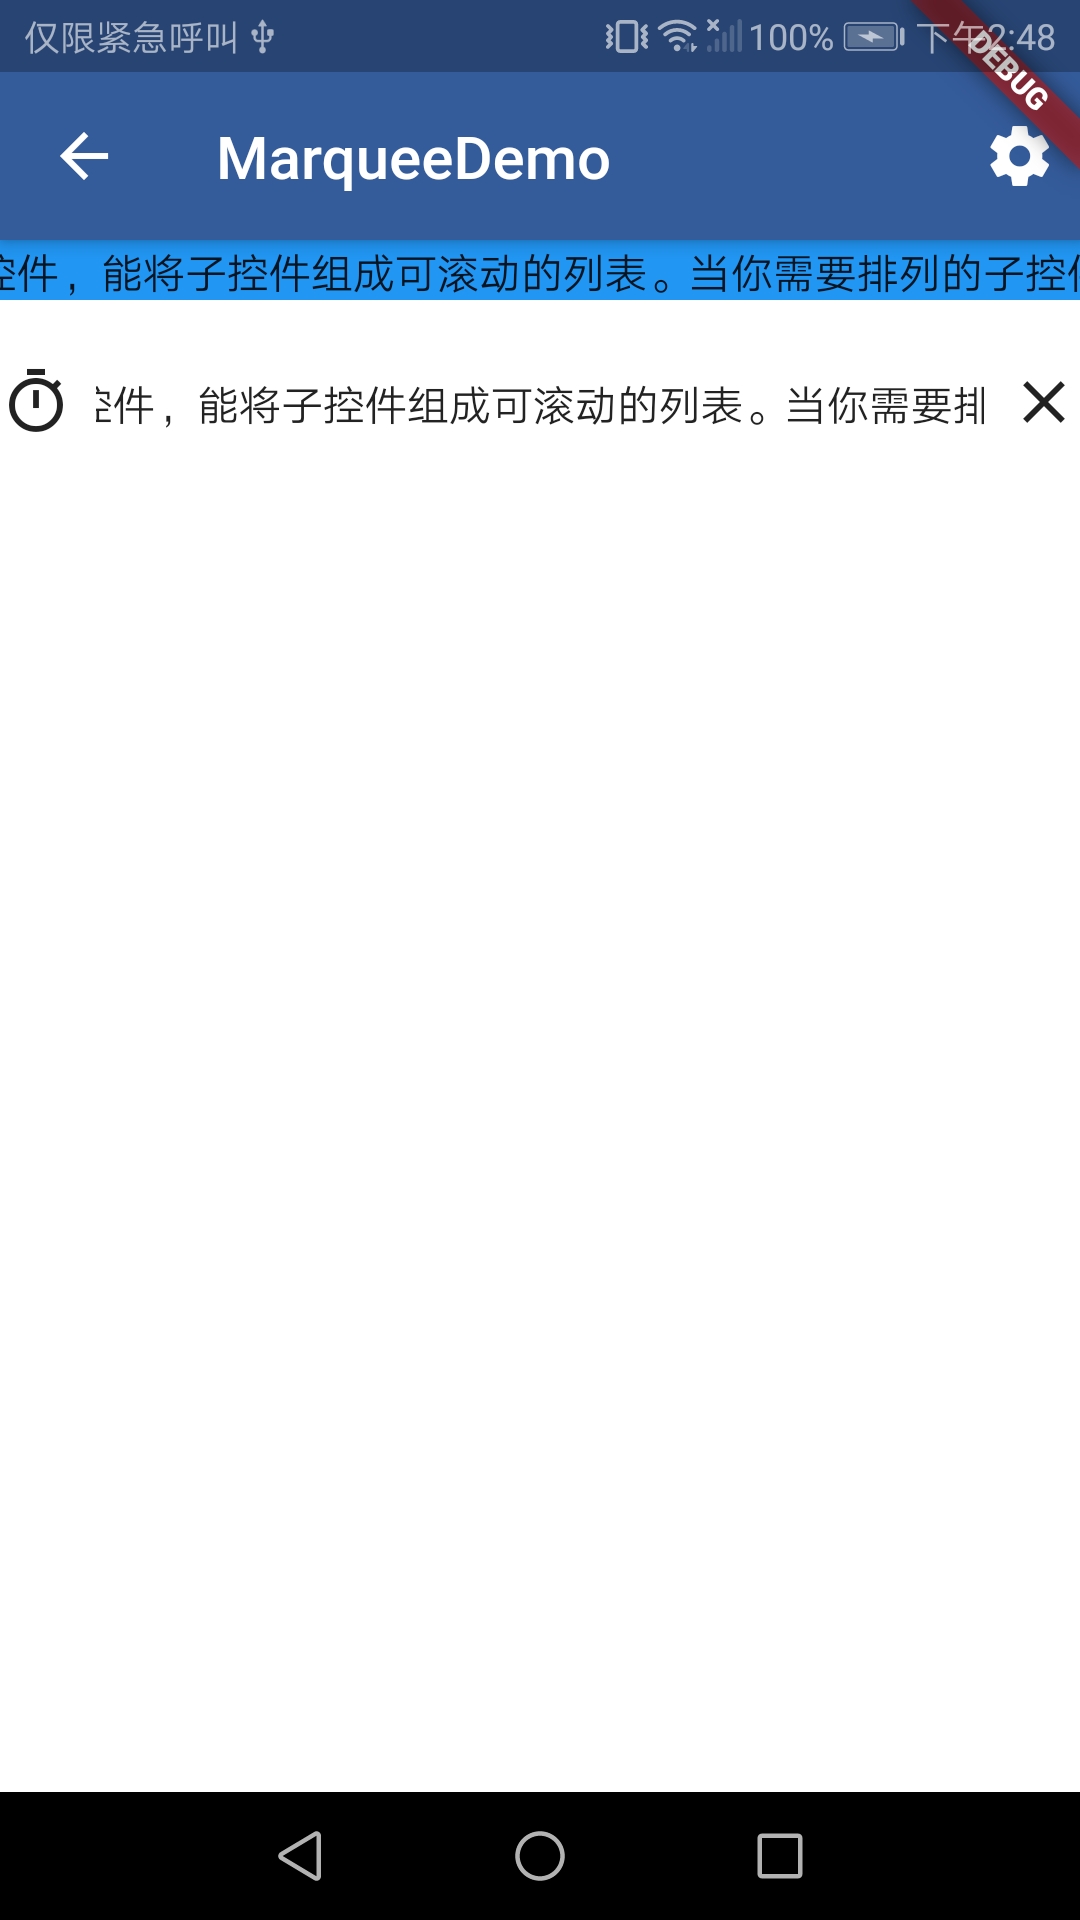 仅限紧急呼叫 100% 下午2:48
DEBUG
MarqueeDemo
控件，能将子控件组成可滚动的列表。当你需要排列的子控件
控件，能将子控件组成可滚动的列表。当你需要排